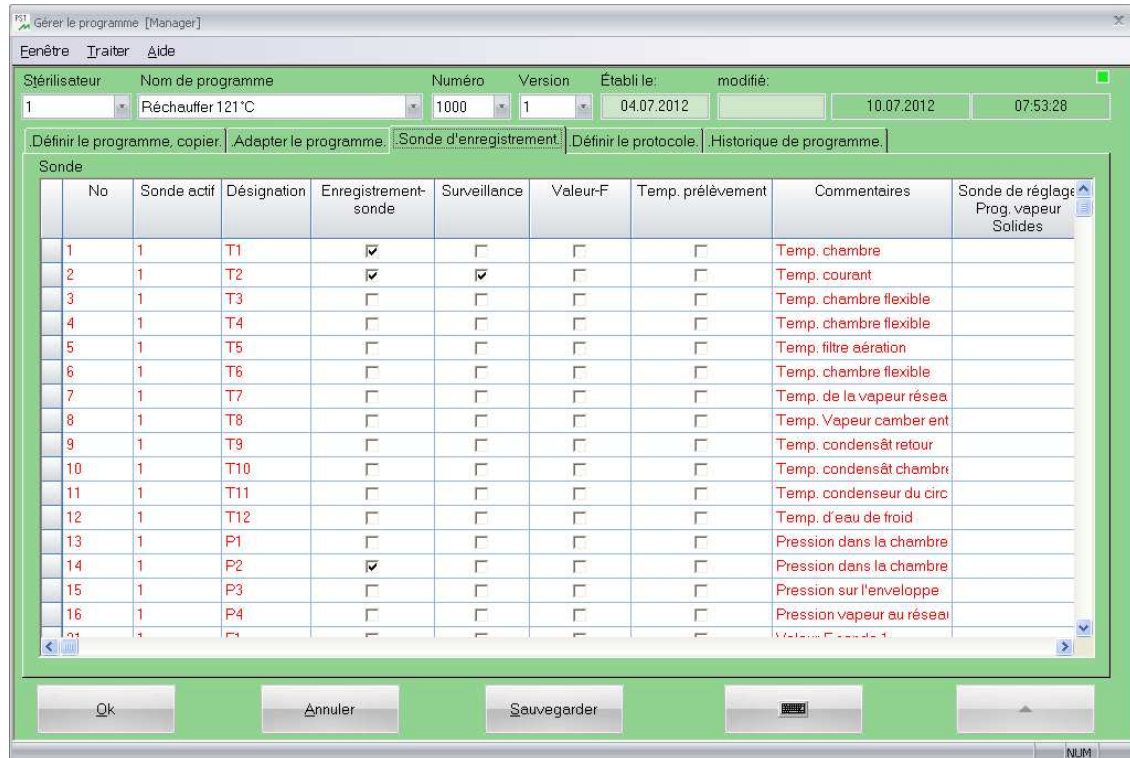 PST Gérer le programme [Manager]
Fenêtre Traiter Aide
Stérilisateur Nom de programme Numéro Version Établi le: modifié:
1 Réchauffer 121°C 1000 1 04.07.2012 10.07.2012 07:53:28
.Définir le programme, copier. .Adapter le programme. .Sonde d'enregistrement. .Définir le protocole. .Historique de programme.
Sonde
No Sonde actif Désignation Enregistrement- Surveillance Valeur-F Temp. prélèvement Commentaires Sonde de réglage
sonde Prog. vapeur
Solides
1 1 T1 Temp. chambre
2 1 T2 Temp. courant
3 1 T3 Temp. chambre flexible
4 1 T4 Temp. chambre flexible
5 1 T5 Temp. filtre aération
6 1 T6 Temp. chambre flexible
7 1 T7 Temp. de la vapeur résea
8 1 T8 Temp. Vapeur camber ent
9 1 T9 Temp. condensât retour
10 1 T10 Temp. condensât chambre
11 1 T11 Temp. condenseur du circ
12 1 T12 Temp. d'eau de froid
13 1 P1 Pression dans la chambre
14 1 P2 Pression dans la chambre
15 1 P3 Pression sur l'enveloppe
16 1 P4 Pression vapeur au réseau
Ok Annuler Sauvegarder
NUM